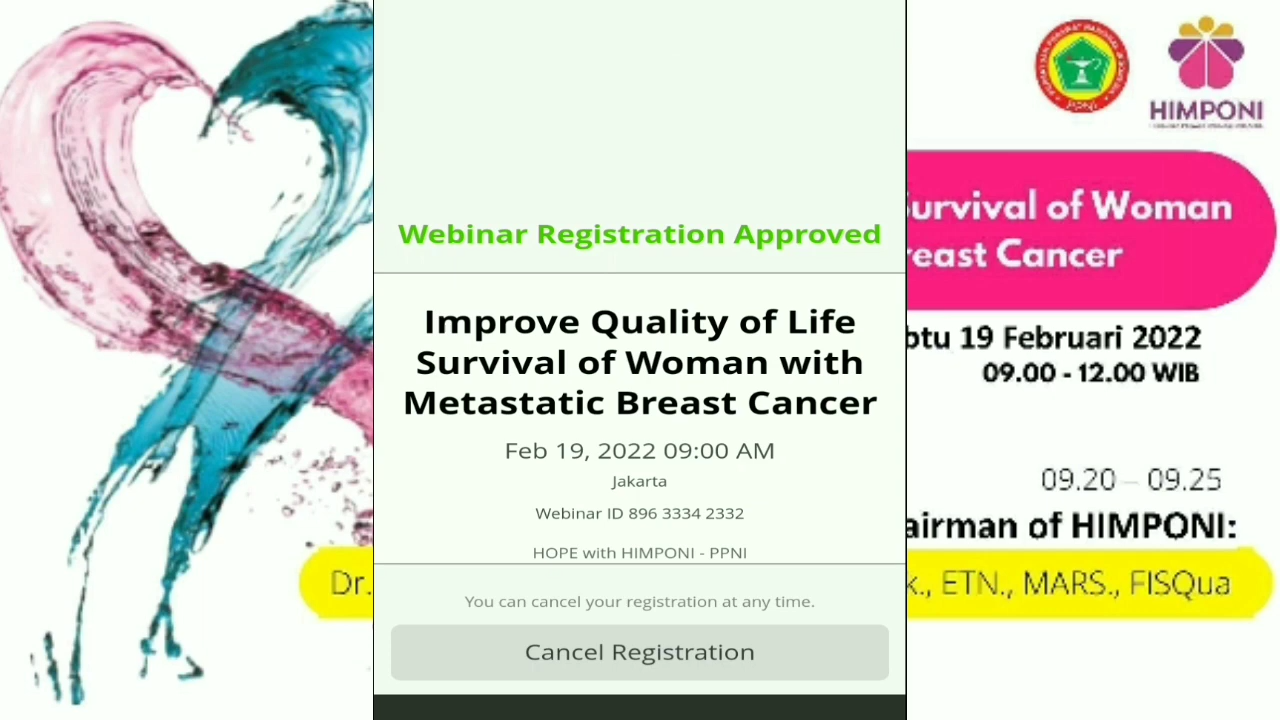 HIMPONI
PPNI
Webinar Registration Approved
Improve Quality of Life
Survival of Woman with
Metastatic Breast Cancer
Feb 19, 2022 09:00 AM
Jakarta
Webinar ID 896 3334 2332
HOPE with HIMPONI - PPNI
You can cancel your registration at any time.
Cancel Registration
Dr.
urvival of Woman
reast Cancer
btu 19 Februari 2022
09.00 - 12.00 WIB
09.20 – 09.25
airman of HIMPONI:
k., ETN., MARS., FISQua